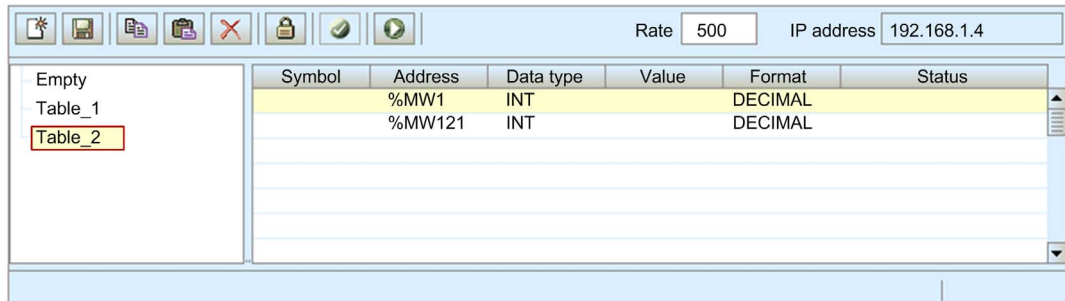 Rate 500 IP address 192.168.1.4
Empty
Table_1
Table_2
Symbol Address Data type Value Format Status
%MW1 INT DECIMAL
%MW121 INT DECIMAL